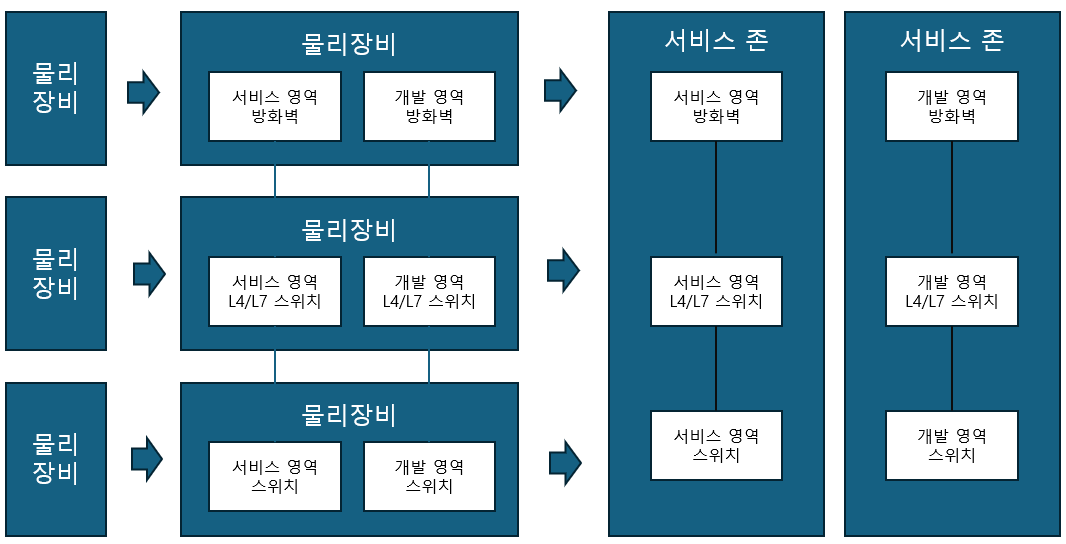 물리
장비
물리장비
서비스 영역
방화벽
개발 영역
방화벽
물리
장비
물리장비
서비스 영역
L4/L7 스위치
개발 영역
L4/L7 스위치
물리
장비
물리장비
서비스 영역
스위치
개발 영역
스위치
서비스 존
서비스 영역
방화벽
서비스 영역
L4/L7 스위치
서비스 영역
스위치
서비스 존
개발 영역
방화벽
개발 영역
L4/L7 스위치
개발 영역
스위치